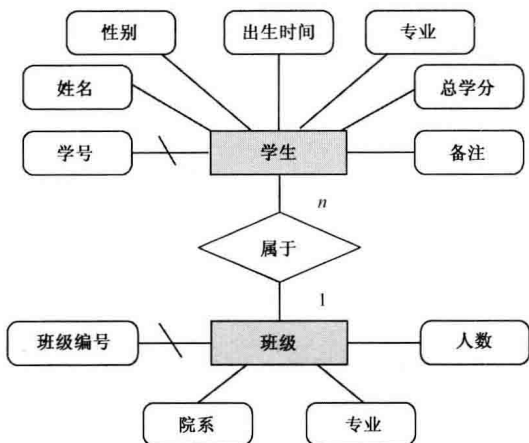 性别
出生时间
专业
姓名
总学分
学号
学生
备注
n
属于
1
班级编号
班级
人数
院系
专业